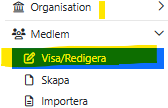 Organisation
Medlem
Visa/Redigera
Skapa
Importera